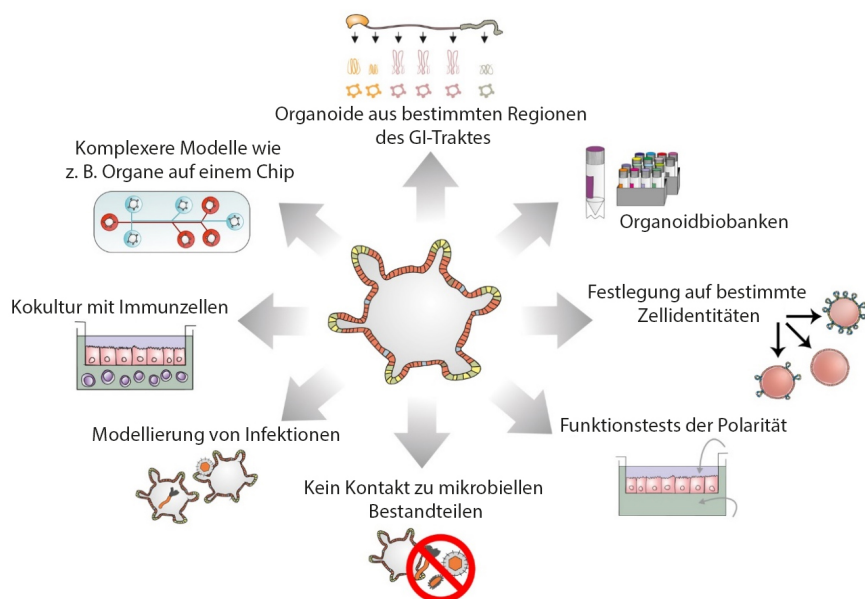 Organoide aus bestimmten Regionen
des GI-Traktes
Komplexere Modelle wie
z. B. Organe auf einem Chip
Organoidbiobanken
Kokultur mit Immunzellen
Festlegung auf bestimmte
Zellidentitäten
Modellierung von Infektionen
Funktionstests der Polarität
Kein Kontakt zu mikrobiellen
Bestandteilen